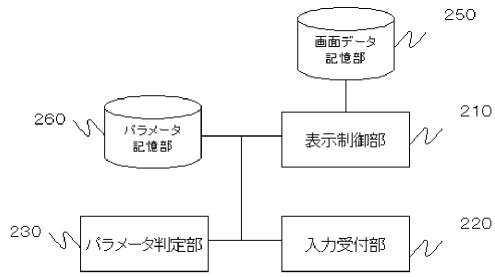 250
画面データ
記憶部
260
パラメータ
記憶部
210
表示制御部
230
パラメータ判定部
220
入力受付部